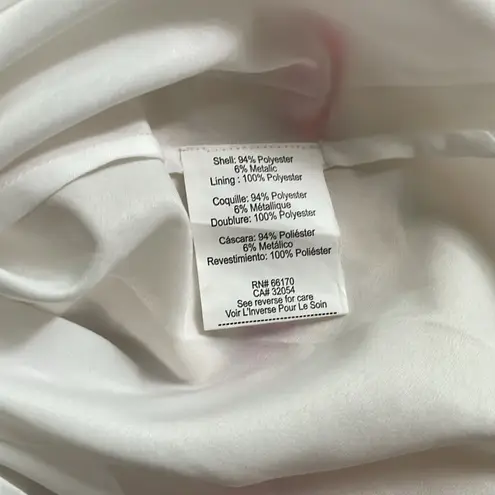 Shell: 94% Polyester
6% Metalic
Lining : 100% Polyester
Coquille: 94% Polyester
6% Métallique
Doublure: 100% Polyester
Cáscara: 94% Poliéster
6% Metálico
Revestimiento: 100% Poliéster
RN# 66170
CA# 32054
See reverse for care
Voir L'Inverse Pour Le Soin